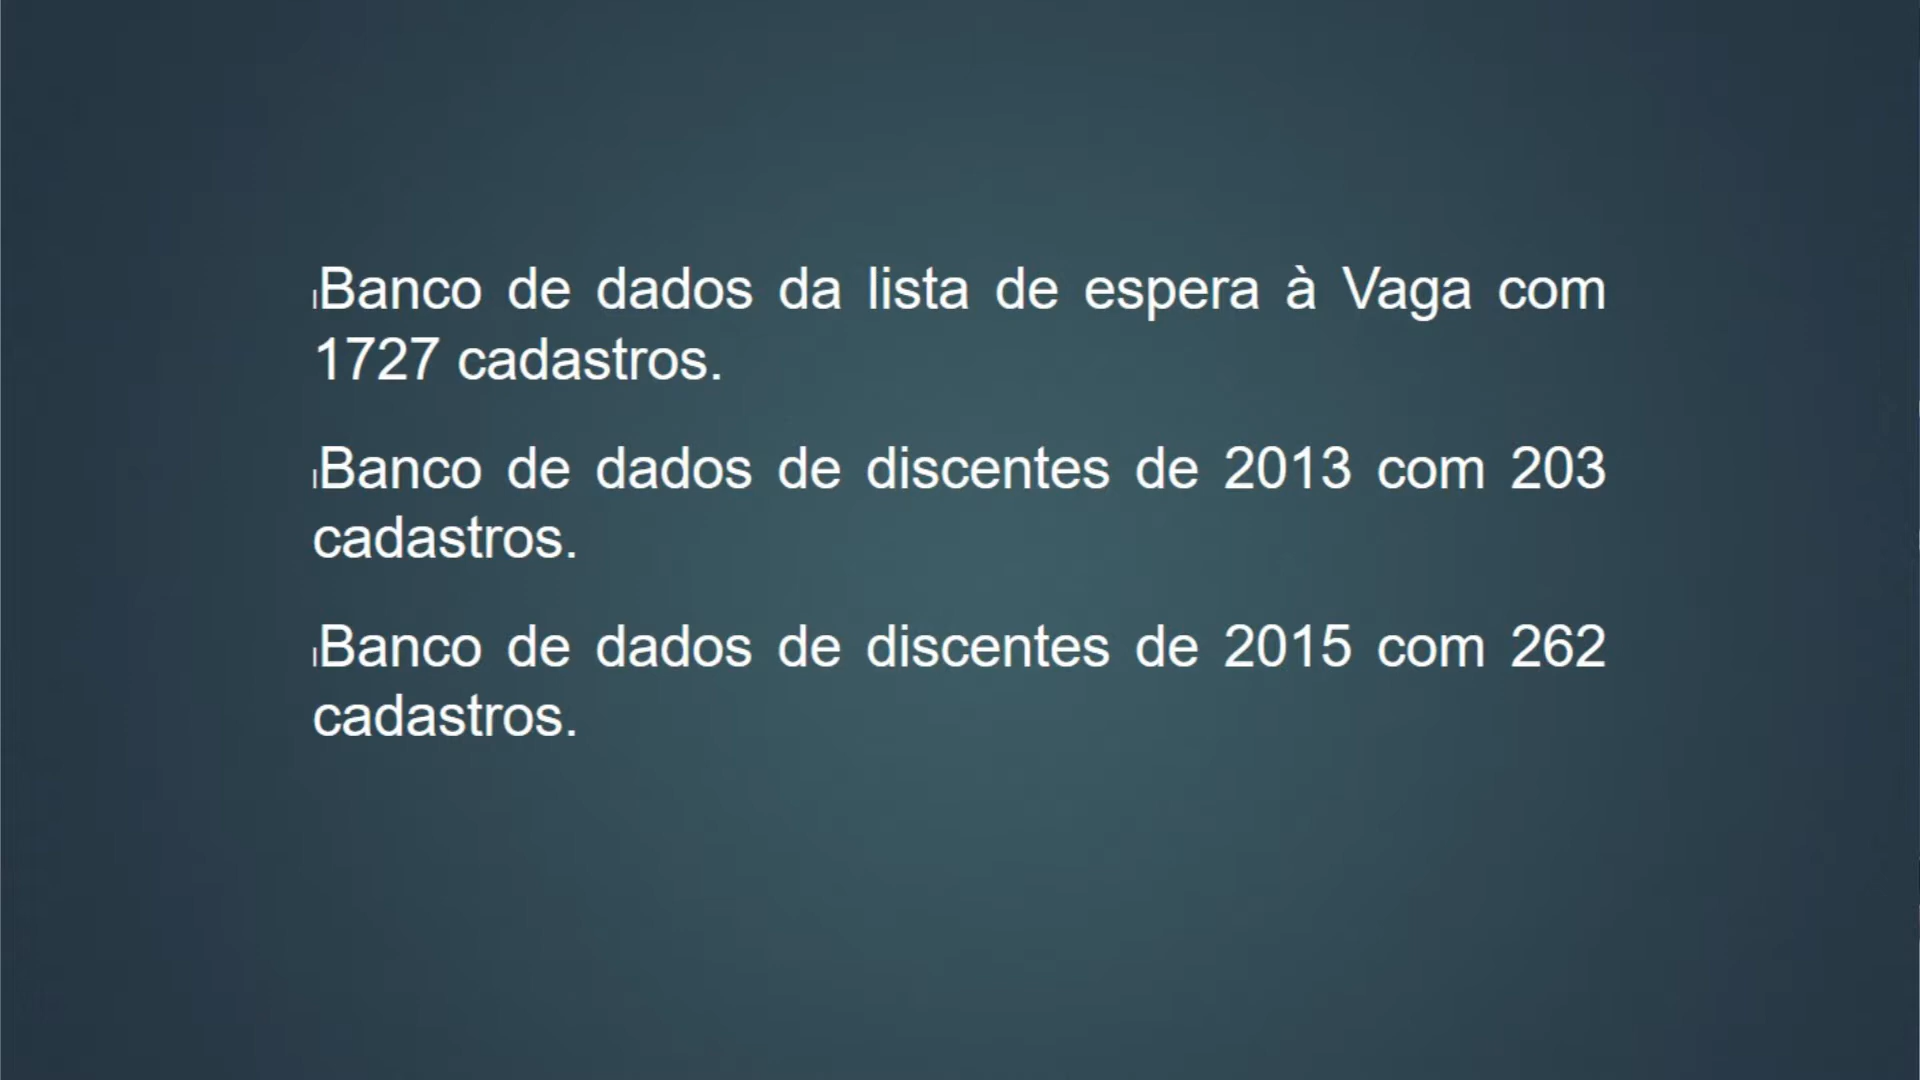 Banco de dados da lista de espera à Vaga com
1727 cadastros.
Banco de dados de discentes de 2013 com 203
cadastros.
Banco de dados de discentes de 2015 com 262
cadastros.